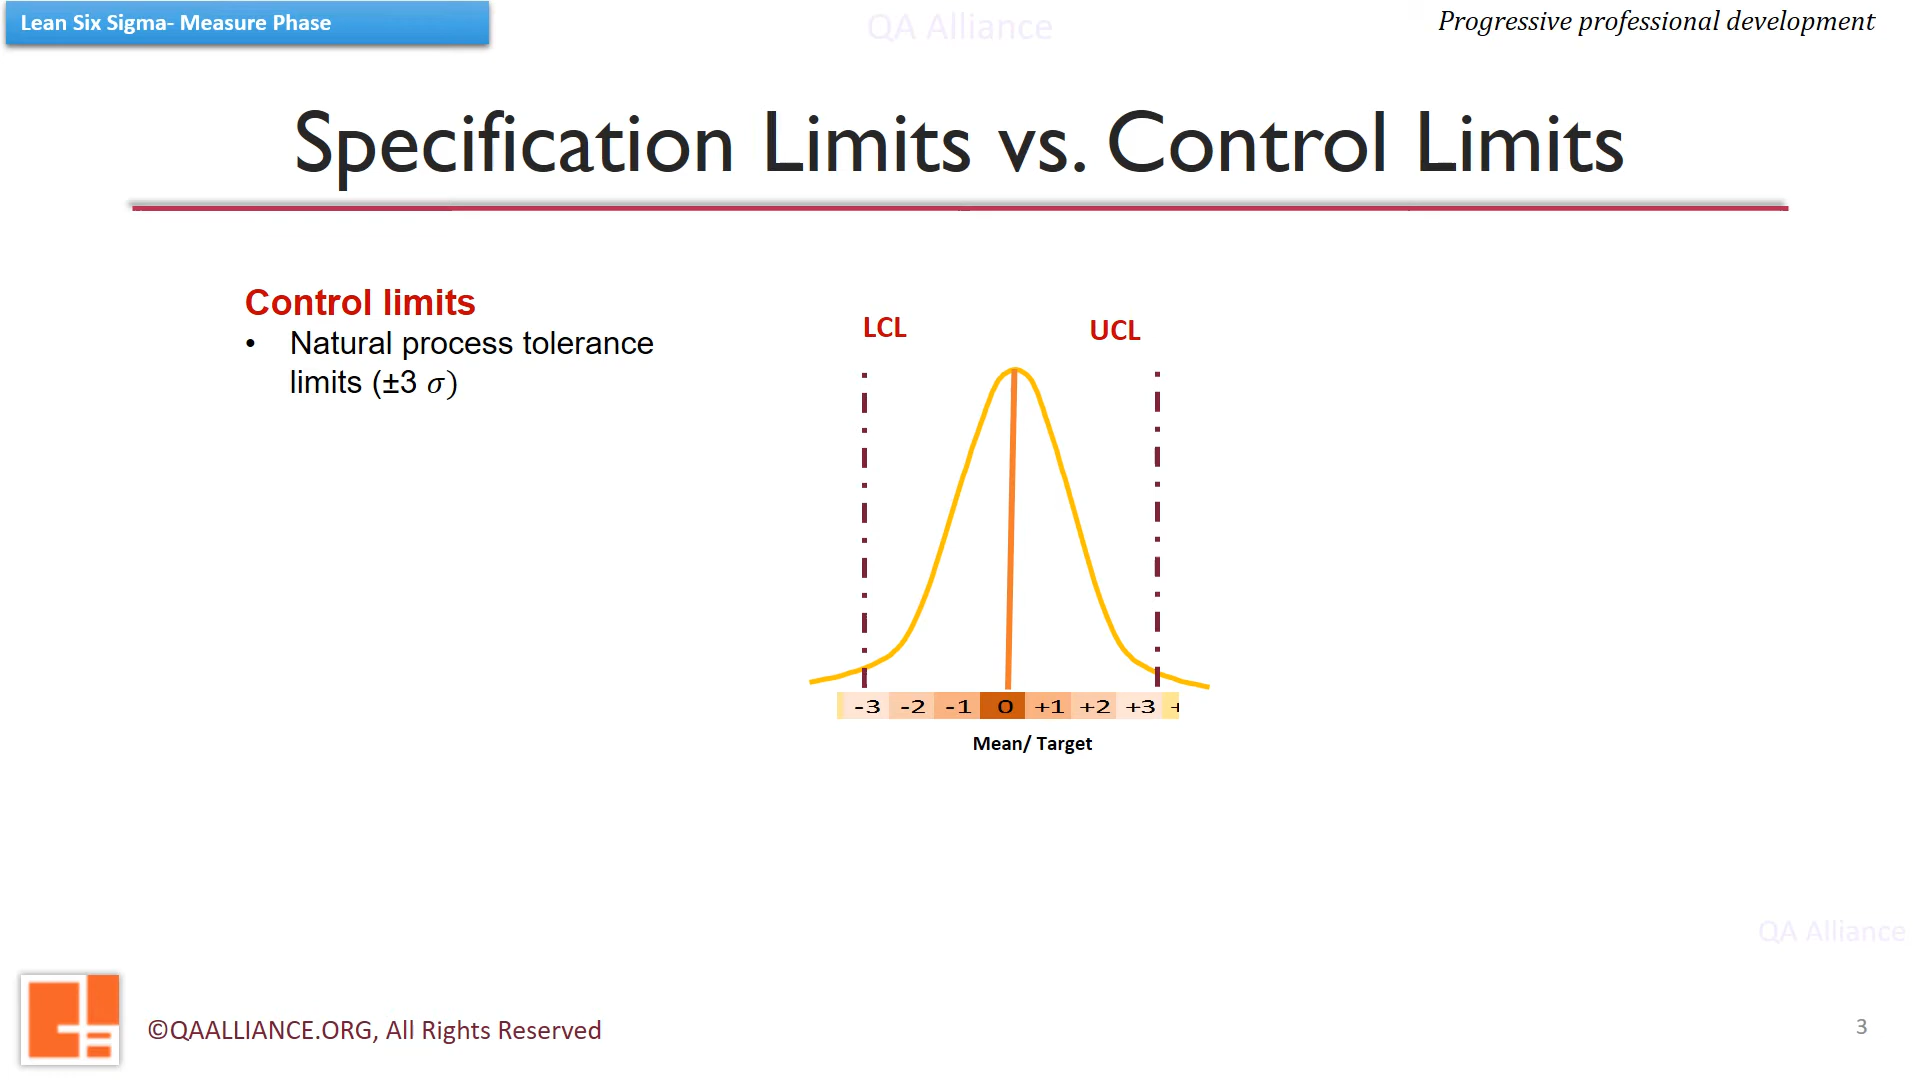 Lean Six Sigma- Measure Phase
QA Alliance
Progressive professional development
Specification Limits vs. Control Limits
Control limits
• Natural process tolerance
limits (±3 σ)
LCL
UCL
-3 -2 -1 0 +1 +2 +3 +
Mean/ Target
QA Alliance
©QAALLIANCE.ORG, All Rights Reserved
3